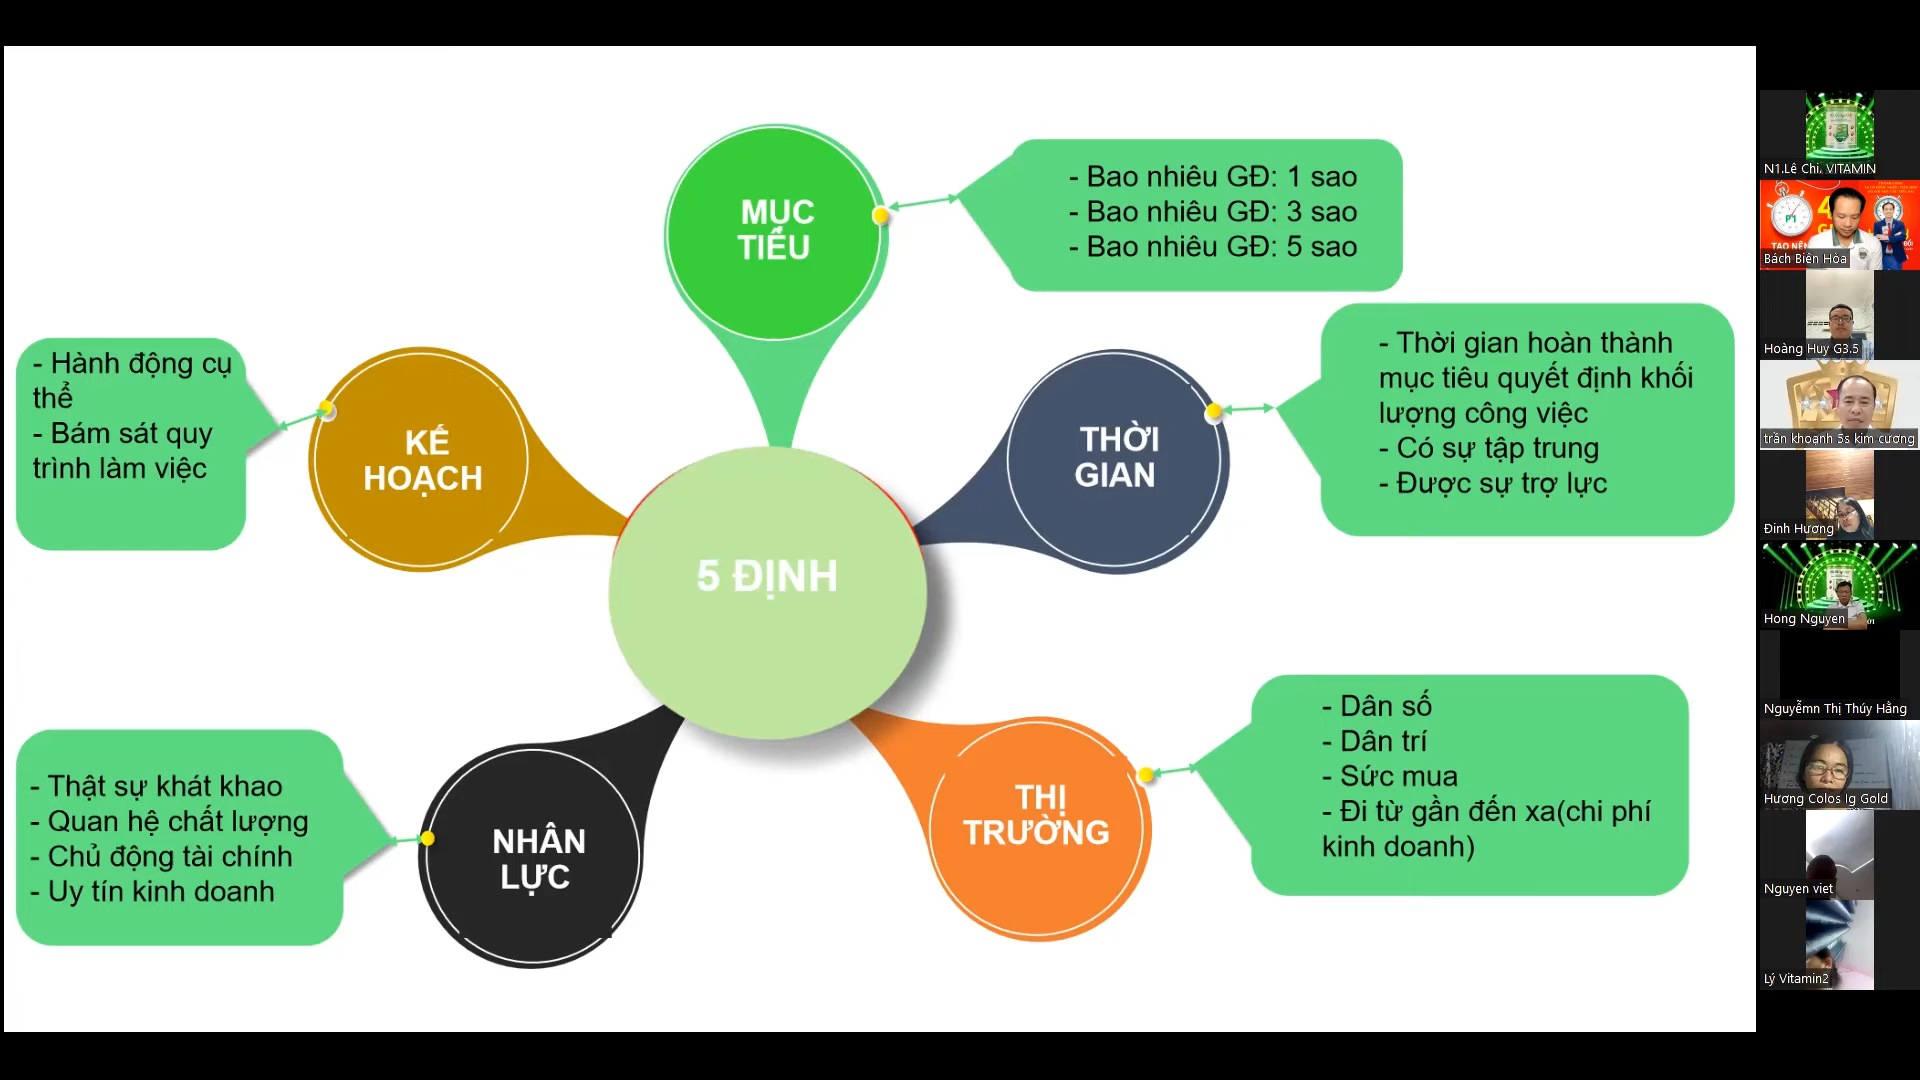 MỤC
TIÊU
- Bao nhiêu GĐ: 1 sao
- Bao nhiêu GĐ: 3 sao
- Bao nhiêu GĐ: 5 sao
THỜI
GIAN
- Thời gian hoàn thành
mục tiêu quyết định khối
lượng công việc
- Có sự tập trung
- Được sự trợ lực
- Hành động cụ
thể
- Bám sát quy
trình làm việc
KẾ
HOẠCH
5 ĐỊNH
THỊ
TRƯỜNG
- Dân số
- Dân trí
- Sức mua
- Đi từ gần đến xa(chi phí
kinh doanh)
- Thật sự khát khao
- Quan hệ chất lượng
- Chủ động tài chính
- Uy tín kinh doanh
NHÂN
LỰC
N1.Lê Chi. VITAMIN
P1
TẠO NÊN
Bách Biên Hòa
Hoàng Huy G3.5
trần khoanh 5s kim cương
Đinh Hương
Hong Nguyen
Nguyễmn Thị Thúy Hằng
Hương Colos Ig Gold
Nguyen viet
Lý Vitamin2